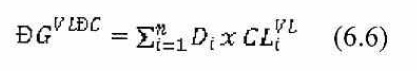 ĐG^{VLĐC} = Σ_{i=1}^{n} D_i x CL_i^{VL} (6.6)